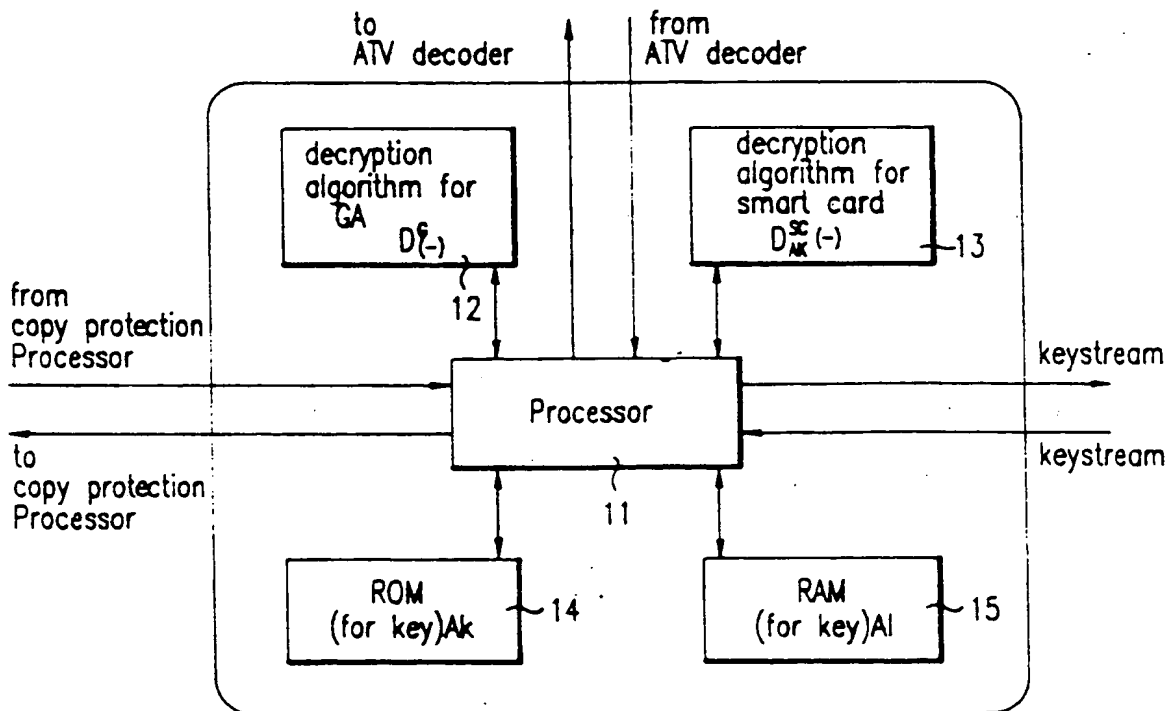 to
ATV decoder
from
ATV decoder
decryption
algorithm for
GA
D^G_(-)
12
decryption
algorithm for
smart card
D^SC_AK (-)
13
from
copy protection
Processor
keystream
Processor
11
to
copy protection
Processor
keystream
ROM
(for key)Ak
14
RAM
(for key)Al
15